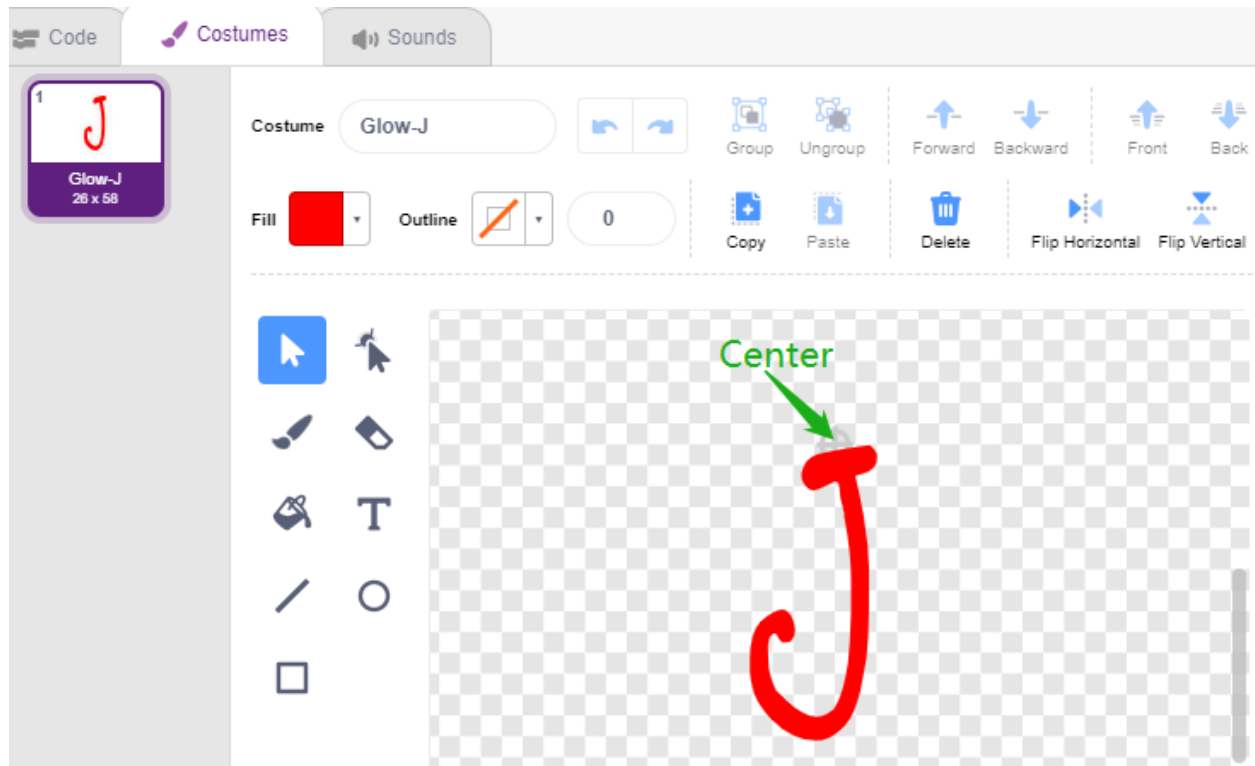 Code
Costumes
Sounds
1
J
Glow-J
26 x 58
Costume
Glow-J
Group
Ungroup
Forward
Backward
Front
Back
Fill
Outline
0
Copy
Paste
Delete
Flip Horizontal
Flip Vertical
T
Center
J